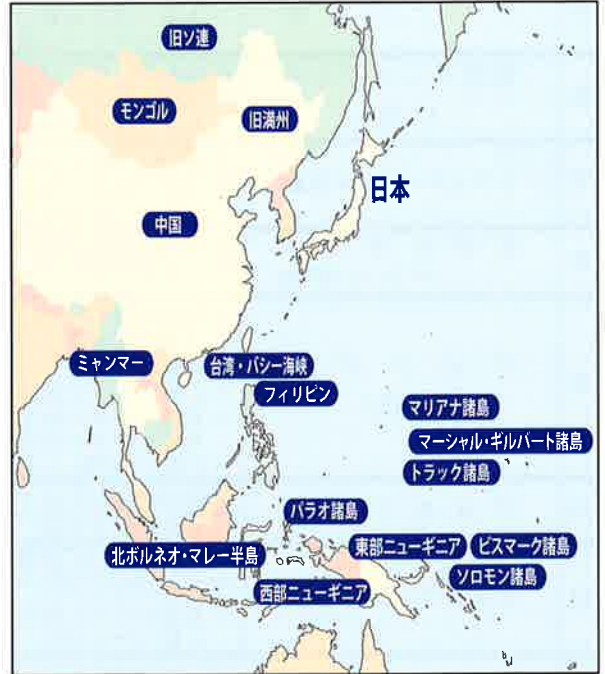 旧ソ連
モンゴル
旧満州
日本
中国
ミャンマー
台湾・バシー海峡
フィリピン
マリアナ諸島
マーシャル・ギルバート諸島
トラック諸島
パラオ諸島
東部ニューギニア
ビスマーク諸島
北ボルネオ・マレー半島
ソロモン諸島
西部ニューギニア